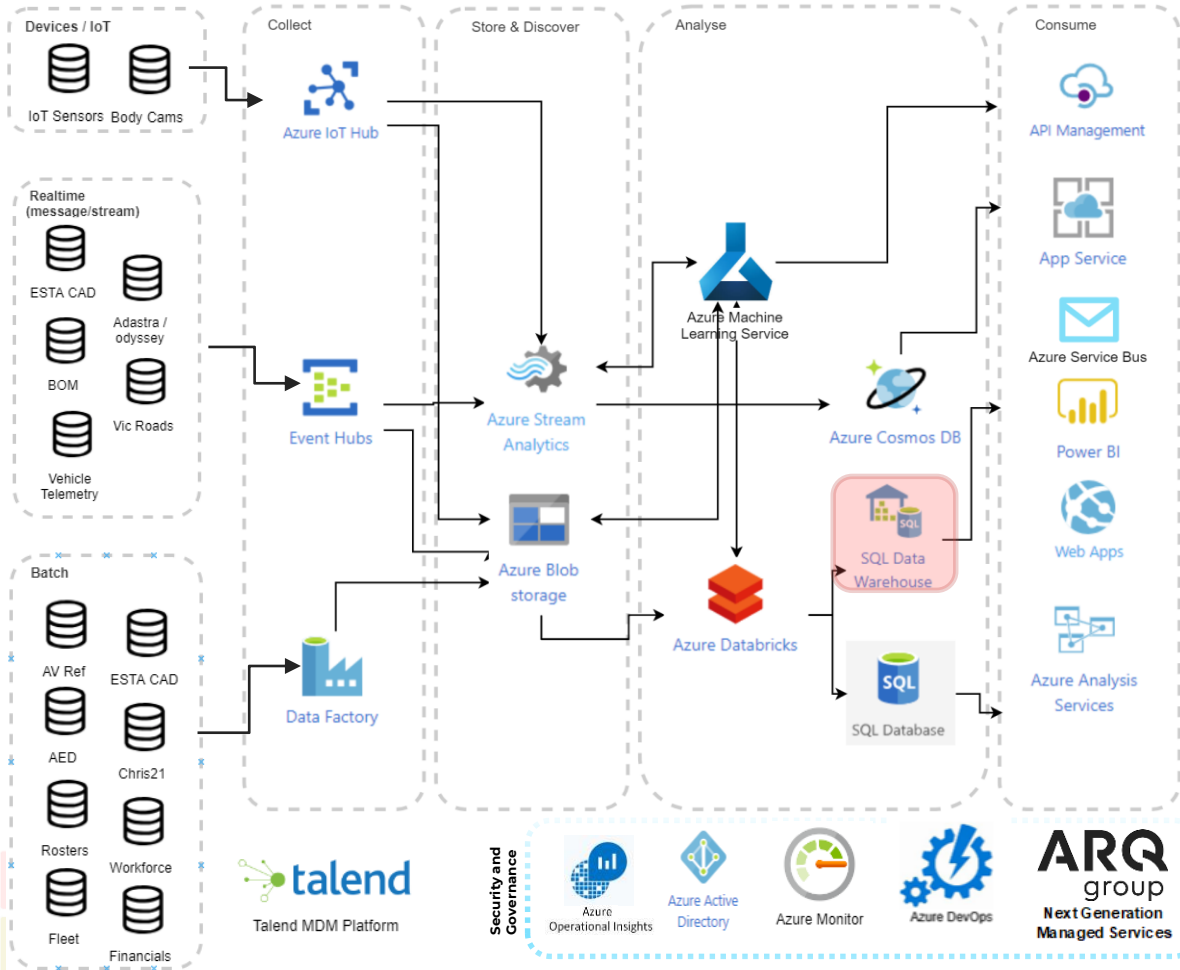 Devices / IoT
IoT Sensors
Body Cams
Realtime
(message/stream)
ESTA CAD
Adastra /
odyssey
BOM
Vic Roads
Vehicle
Telemetry
Batch
AV Ref
ESTA CAD
AED
Chris21
Rosters
Workforce
Fleet
Financials
Collect
Azure IoT Hub
Event Hubs
Data Factory
Store & Discover
Azure Stream
Analytics
Azure Blob
storage
Analyse
Azure Machine
Learning Service
Azure Cosmos DB
SQL
SQL Data
Warehouse
Azure Databricks
SQL
SQL Database
Consume
API Management
App Service
Azure Service Bus
Power BI
Web Apps
Azure Analysis
Services
talend
Talend MDM Platform
Security and
Governance
Azure
Operational Insights
Azure Active
Directory
Azure Monitor
Azure DevOps
ARQ
group
Next Generation
Managed Services